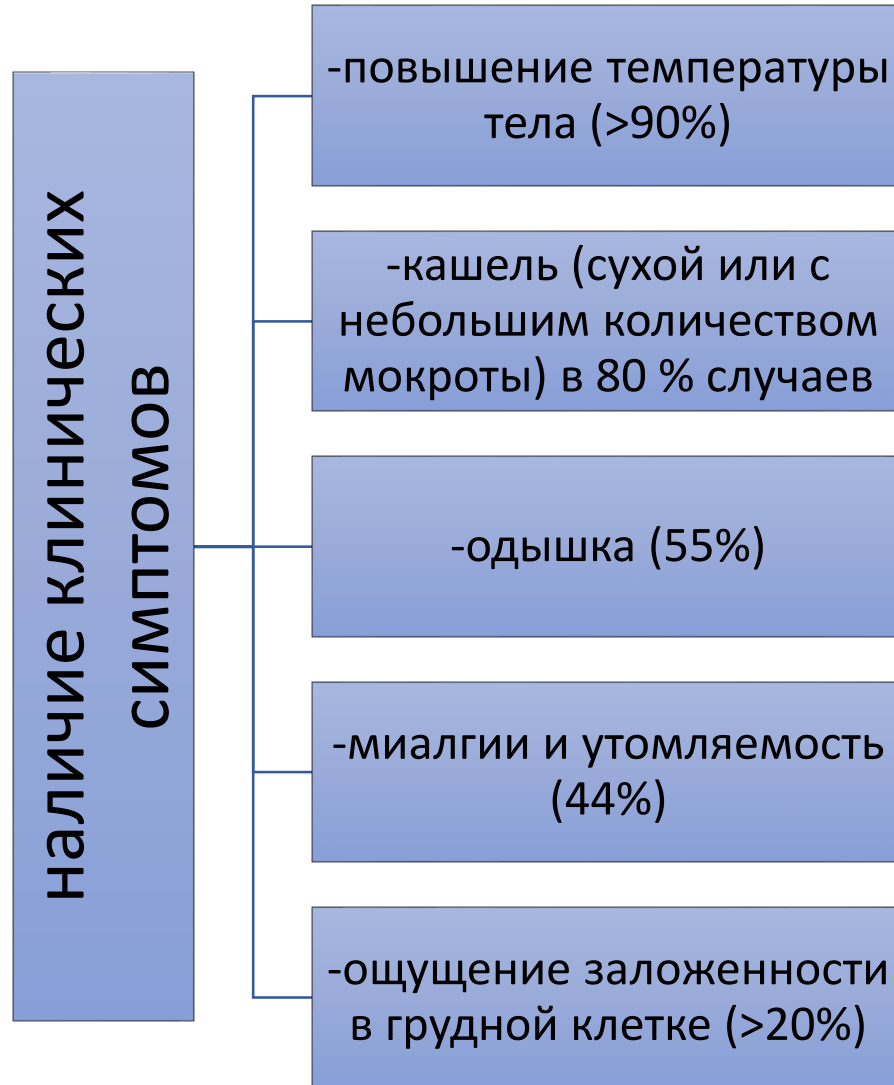 наличие клинических
симптомов
-повышение температуры
тела (>90%)
-кашель (сухой или с
небольшим количеством
мокроты) в 80 % случаев
-одышка (55%)
-миалгии и утомляемость
(44%)
-ощущение заложенности
в грудной клетке (>20%)